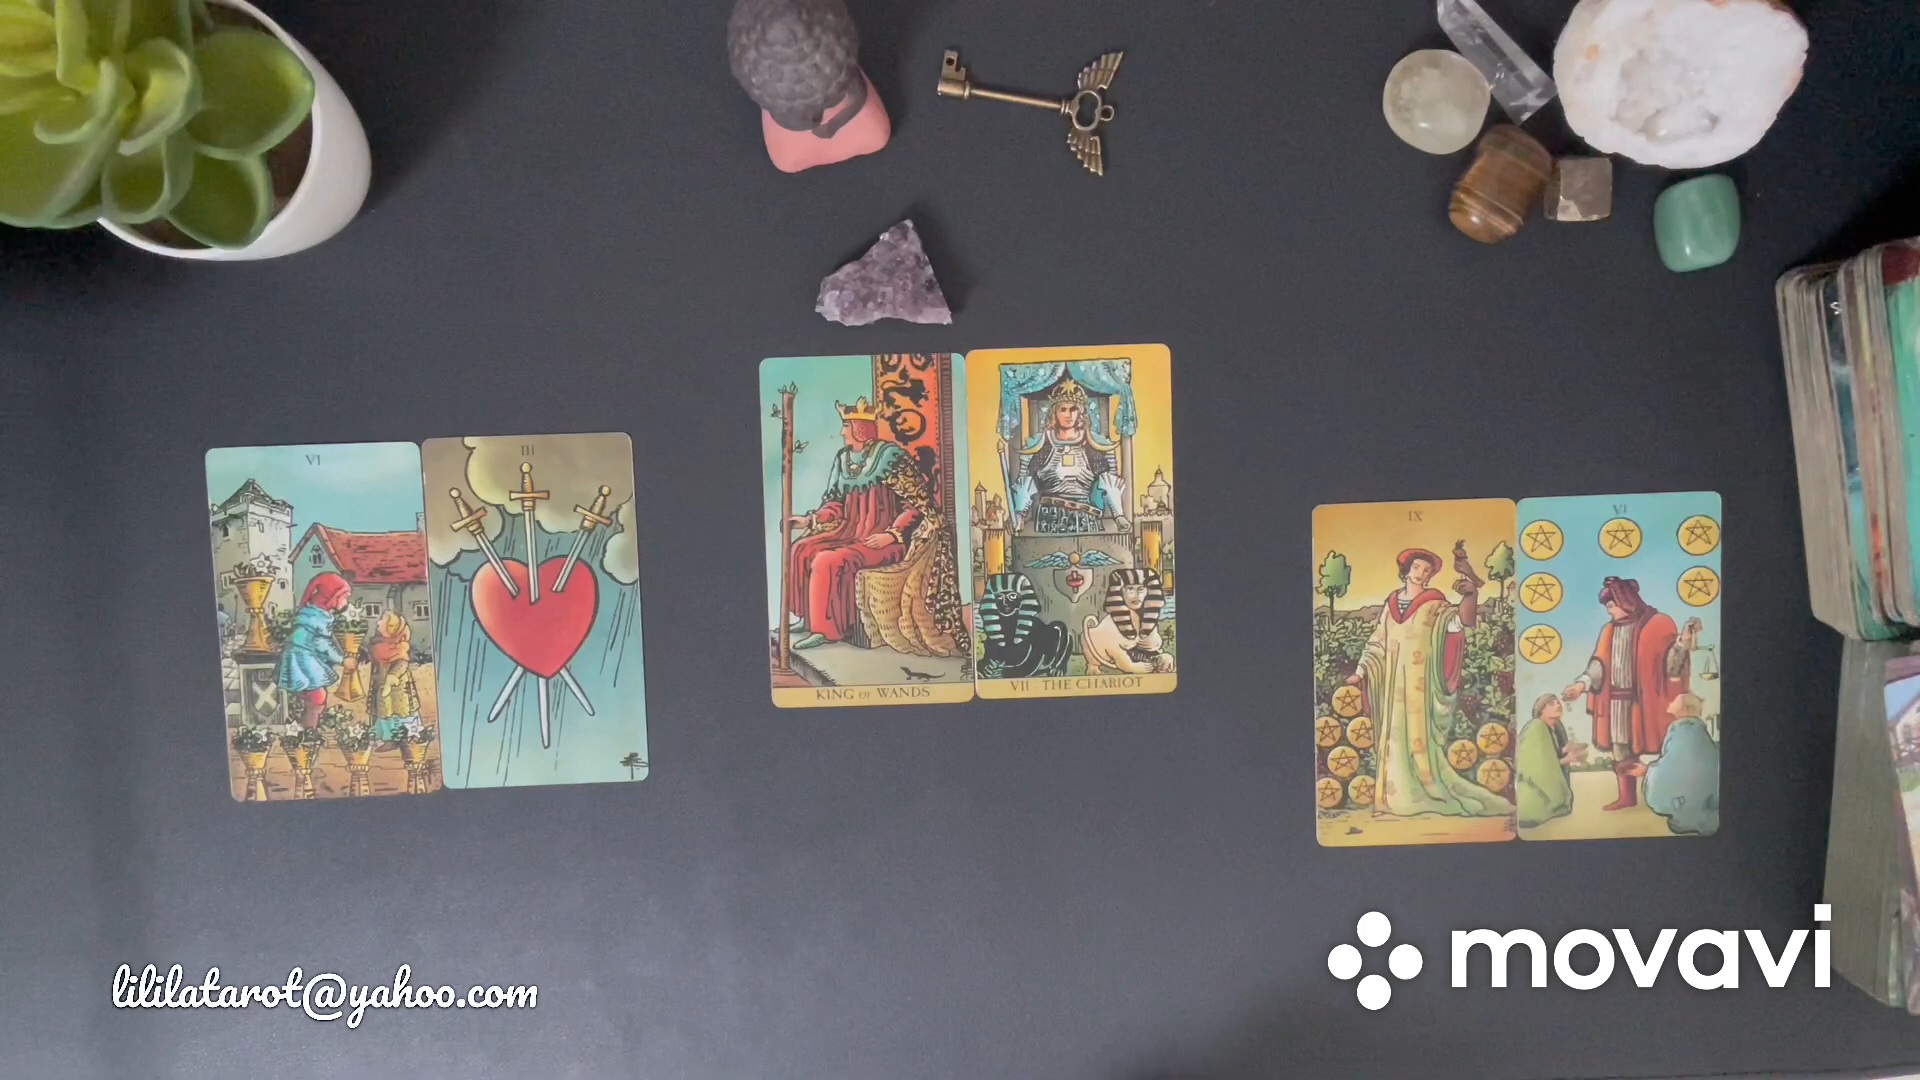 VI
III
KING OF WANDS
VII THE CHARIOT
IX
VI
lililatarot@yahoo.com
movavi